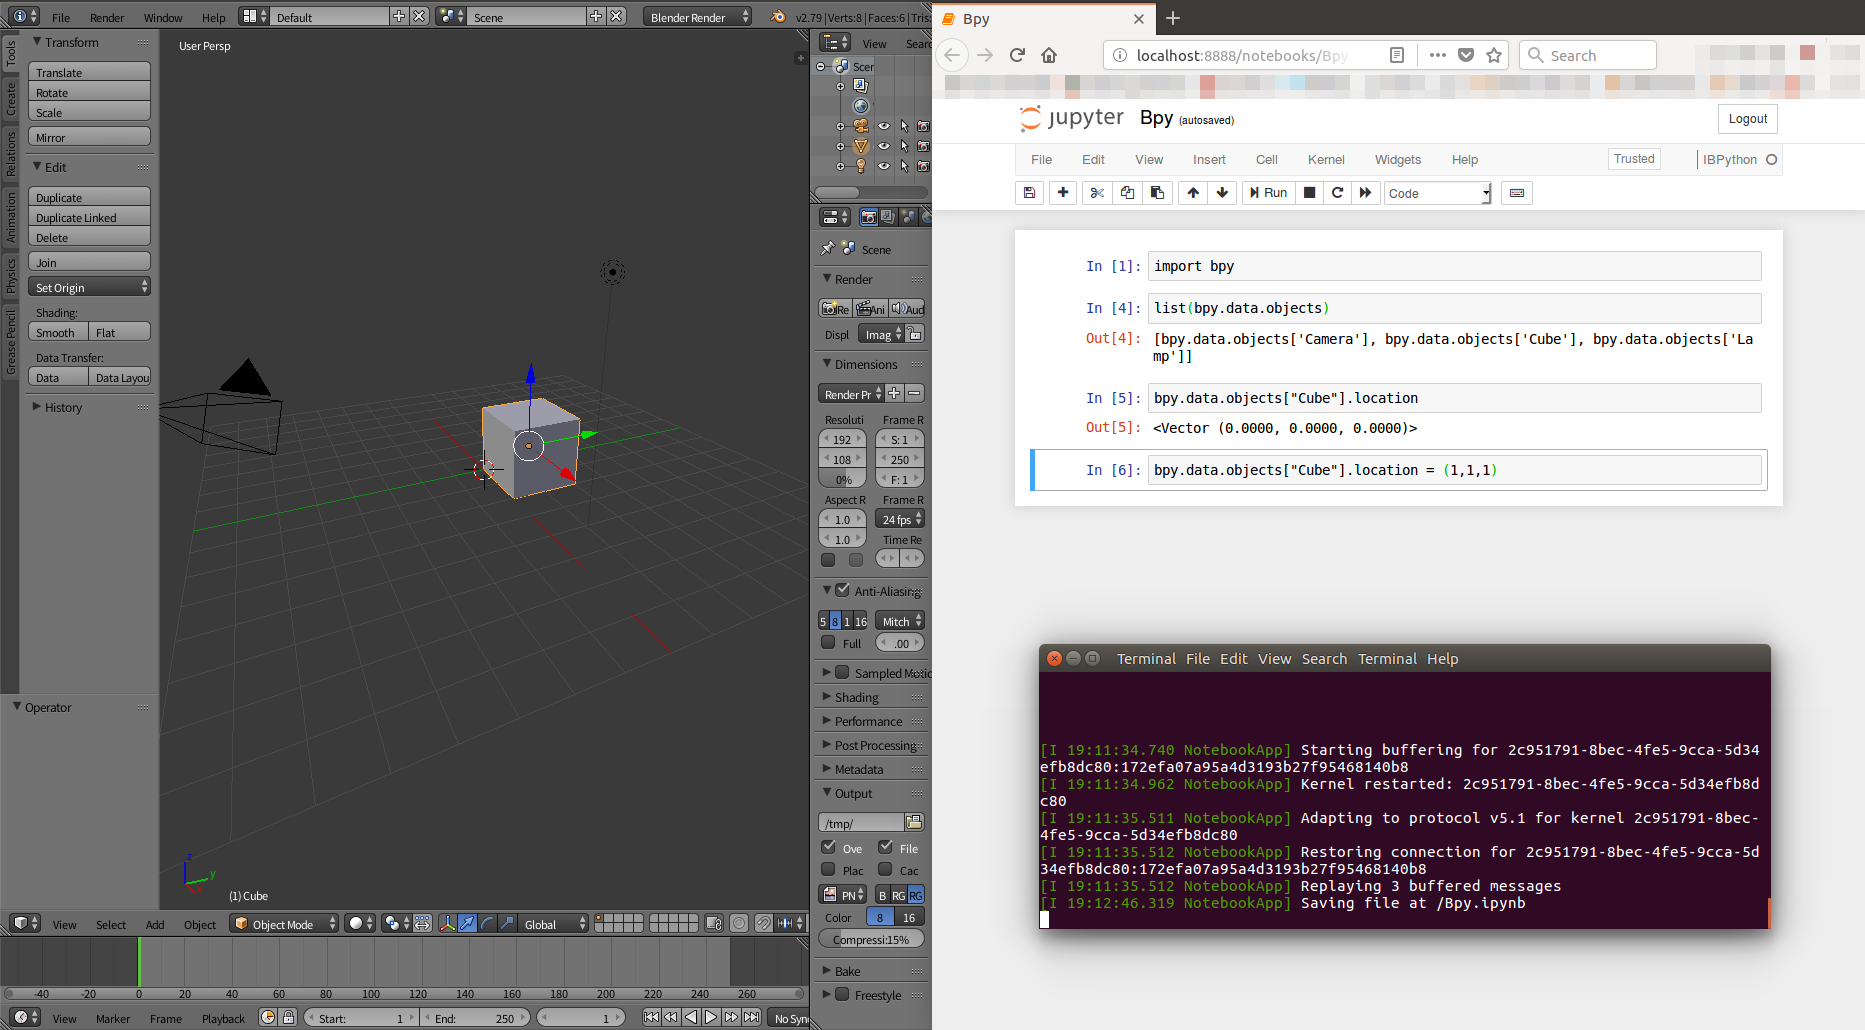 File Render Window Help Default Scene Blender Render v2.79 | Verts:8 | Faces:6 | Tris:
Tools
Create
Relations
Animation
Physics
Grease Pencil
Transform
Translate
Rotate
Scale
Mirror
Edit
Duplicate
Duplicate Linked
Delete
Join
Set Origin
Shading:
Smooth Flat
Data Transfer:
Data Data Layou
History
Operator
User Persp
z
y
x
(1) Cube
View Select Add Object Object Mode Global
-40 -20 0 20 40 60 80 100 120 140 160 180 200 220 240 260
View Marker Frame Playback Start: 1 End: 250 1 No Syn
View Searc
Scer
Scene
Render
Re Ani Aud
Displ Imag
Dimensions
Render Pr
Resoluti Frame R
192 S: 1
108 250
0% F: 1
Aspect R Frame R
1.0 24 fps
1.0 Time Re
Anti-Aliasing
5 8 1 16 Mitch
Full .00
Sampled Motio
Shading
Performance
Post Processing
Metadata
Output
/tmp/
Ove File
Plac Cac
PN B RG RG
Color 8 16
Compressi:15%
Bake
Freestyle
Bpy
localhost:8888/notebooks/Bpy.
Search
jupyter Bpy (autosaved)
Logout
File Edit View Insert Cell Kernel Widgets Help Trusted IBPython
Run Code
In [1]: import bpy
In [4]: list(bpy.data.objects)
Out[4]: [bpy.data.objects['Camera'], bpy.data.objects['Cube'], bpy.data.objects['La
mp']]
In [5]: bpy.data.objects["Cube"].location
Out[5]: <Vector (0.0000, 0.0000, 0.0000)>
In [6]: bpy.data.objects["Cube"].location = (1,1,1)
Terminal File Edit View Search Terminal Help
[I 19:11:34.740 NotebookApp] Starting buffering for 2c951791-8bec-4fe5-9cca-5d34
efb8dc80:172efa07a95a4d3193b27f95468140b8
[I 19:11:34.962 NotebookApp] Kernel restarted: 2c951791-8bec-4fe5-9cca-5d34efb8d
c80
[I 19:11:35.511 NotebookApp] Adapting to protocol v5.1 for kernel 2c951791-8bec-
4fe5-9cca-5d34efb8dc80
[I 19:11:35.512 NotebookApp] Restoring connection for 2c951791-8bec-4fe5-9cca-5d
34efb8dc80:172efa07a95a4d3193b27f95468140b8
[I 19:11:35.512 NotebookApp] Replaying 3 buffered messages
[I 19:12:46.319 NotebookApp] Saving file at /Bpy.ipynb